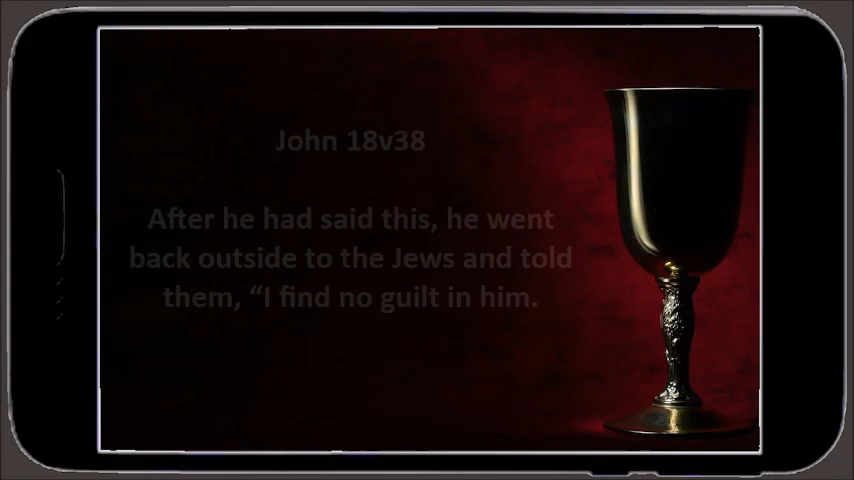 John 18v38
After he had said this, he went
back outside to the Jews and told
them, “I find no guilt in him.